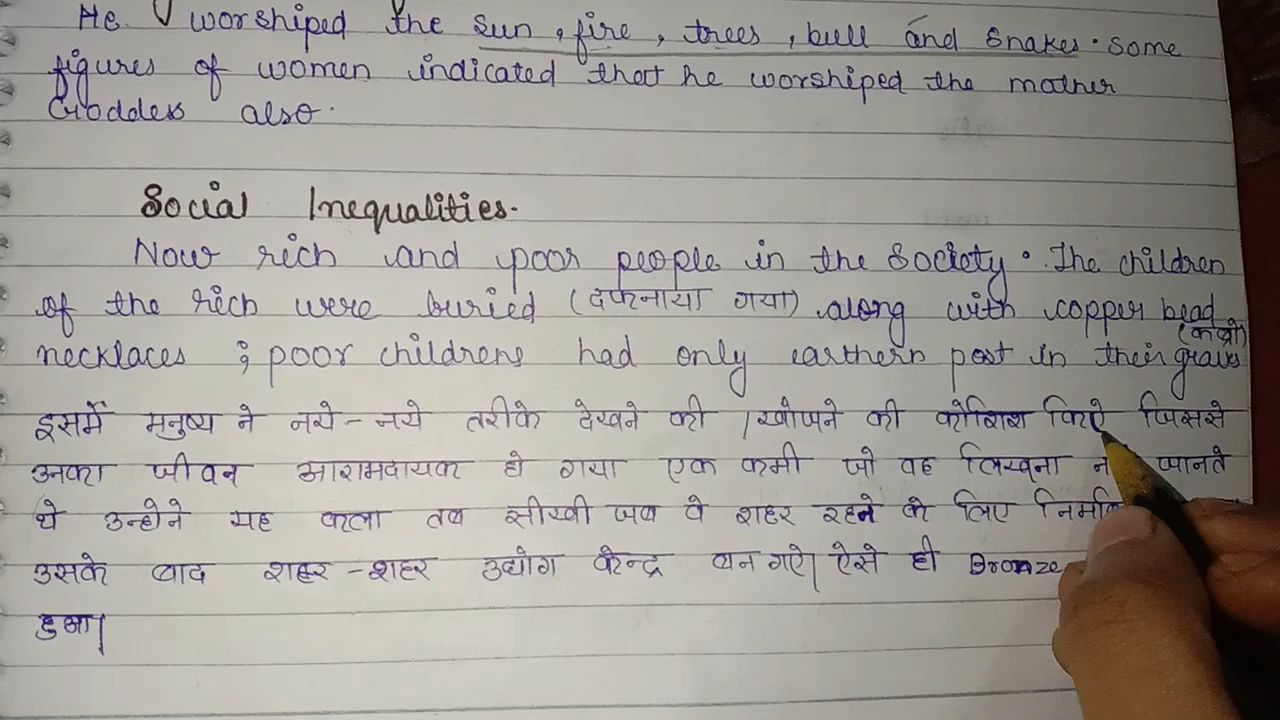 He worshiped the sun, fire, trees, bull and snakes. some
figures of women indicated that he worshiped the mother
Goddess also.
Social Inequalities.
Now rich and poor people in the Society. The children
of the rich were buried (दफनाया गया) along with copper bead
(कब्रो)
necklaces ; poor childrens had only earthern post in their graves
इसमें मनुष्य ने नये-नये तरीके देखने की / खोजने की कोशिश किऐ जिससे
उनका जीवन आरामदायक हो गया एक कमी जो वह लिखना न जानते
थे उन्होने यह कला तब सीखी जब वे शहर रहने के लिए
उसके बाद शहर-शहर उद्योग केन्द्र बन गऐ। ऐसे ही Bronze
हुआ।